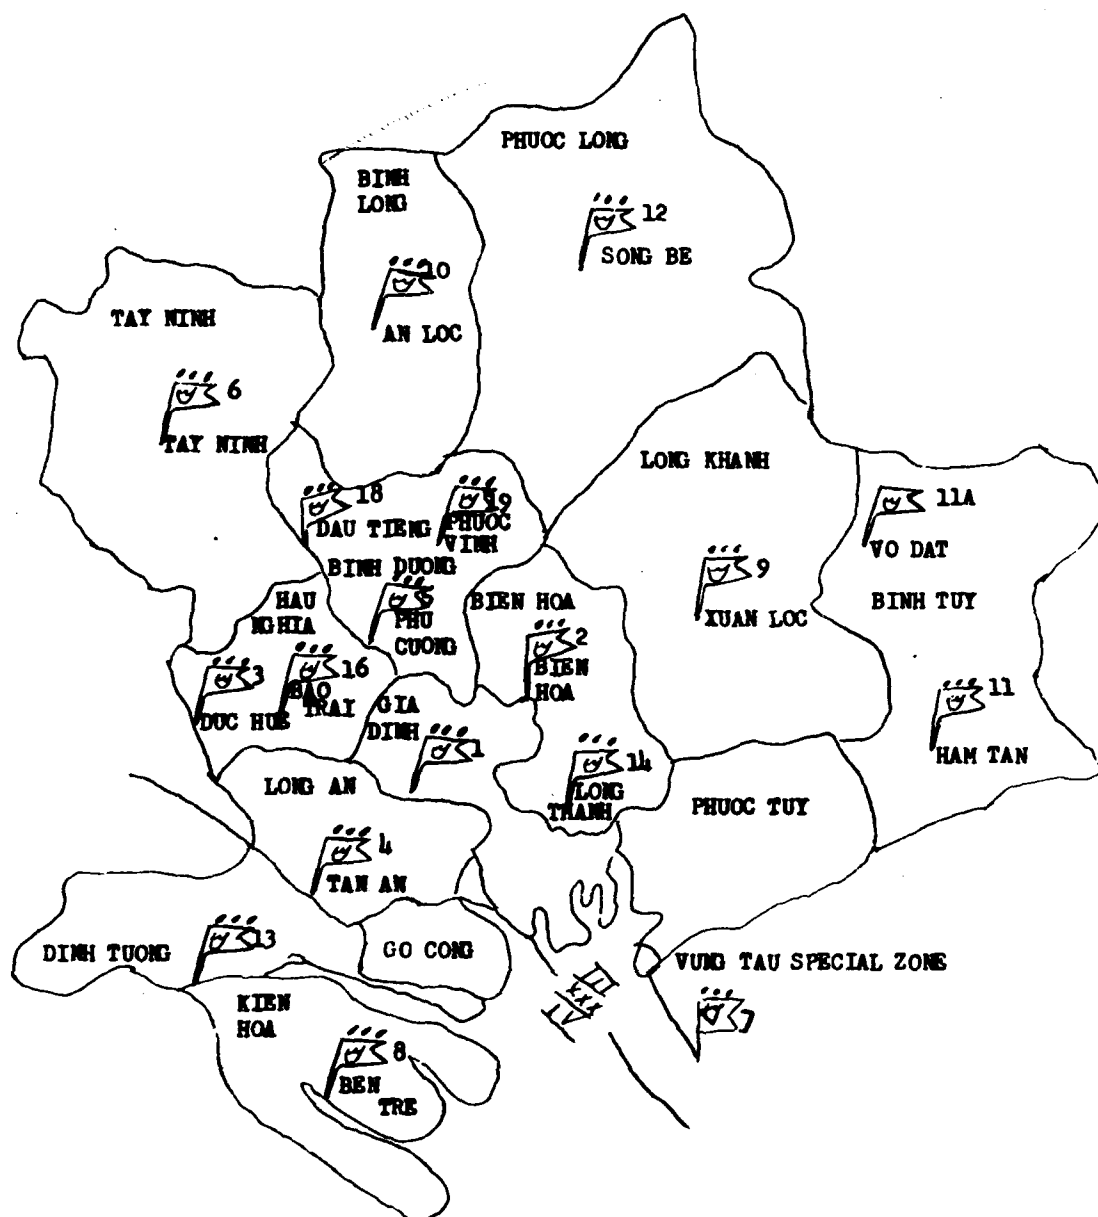 PHUOC LONG
12
SONG BE
BINH
LONG
10
AN LOC
TAY NINH
6
TAY NINH
LONG KHANH
9
XUAN LOC
11A
VO DAT
BINH TUY
11
HAM TAN
18
DAU TIENG
19
PHUOC
VINH
BINH DUONG
5
PHU
CUONG
BIEN HOA
2
BIEN
HOA
HAU
NGHIA
3
DUC HUE
16
BAO
TRAI
GIA
DINH
1
14
LONG
THANH
PHUOC TUY
LONG AN
4
TAN AN
DINH TUONG
13
GO CONG
III
XXX
IV
VUNG TAU SPECIAL ZONE
7
KIEN
HOA
8
BEN
TRE